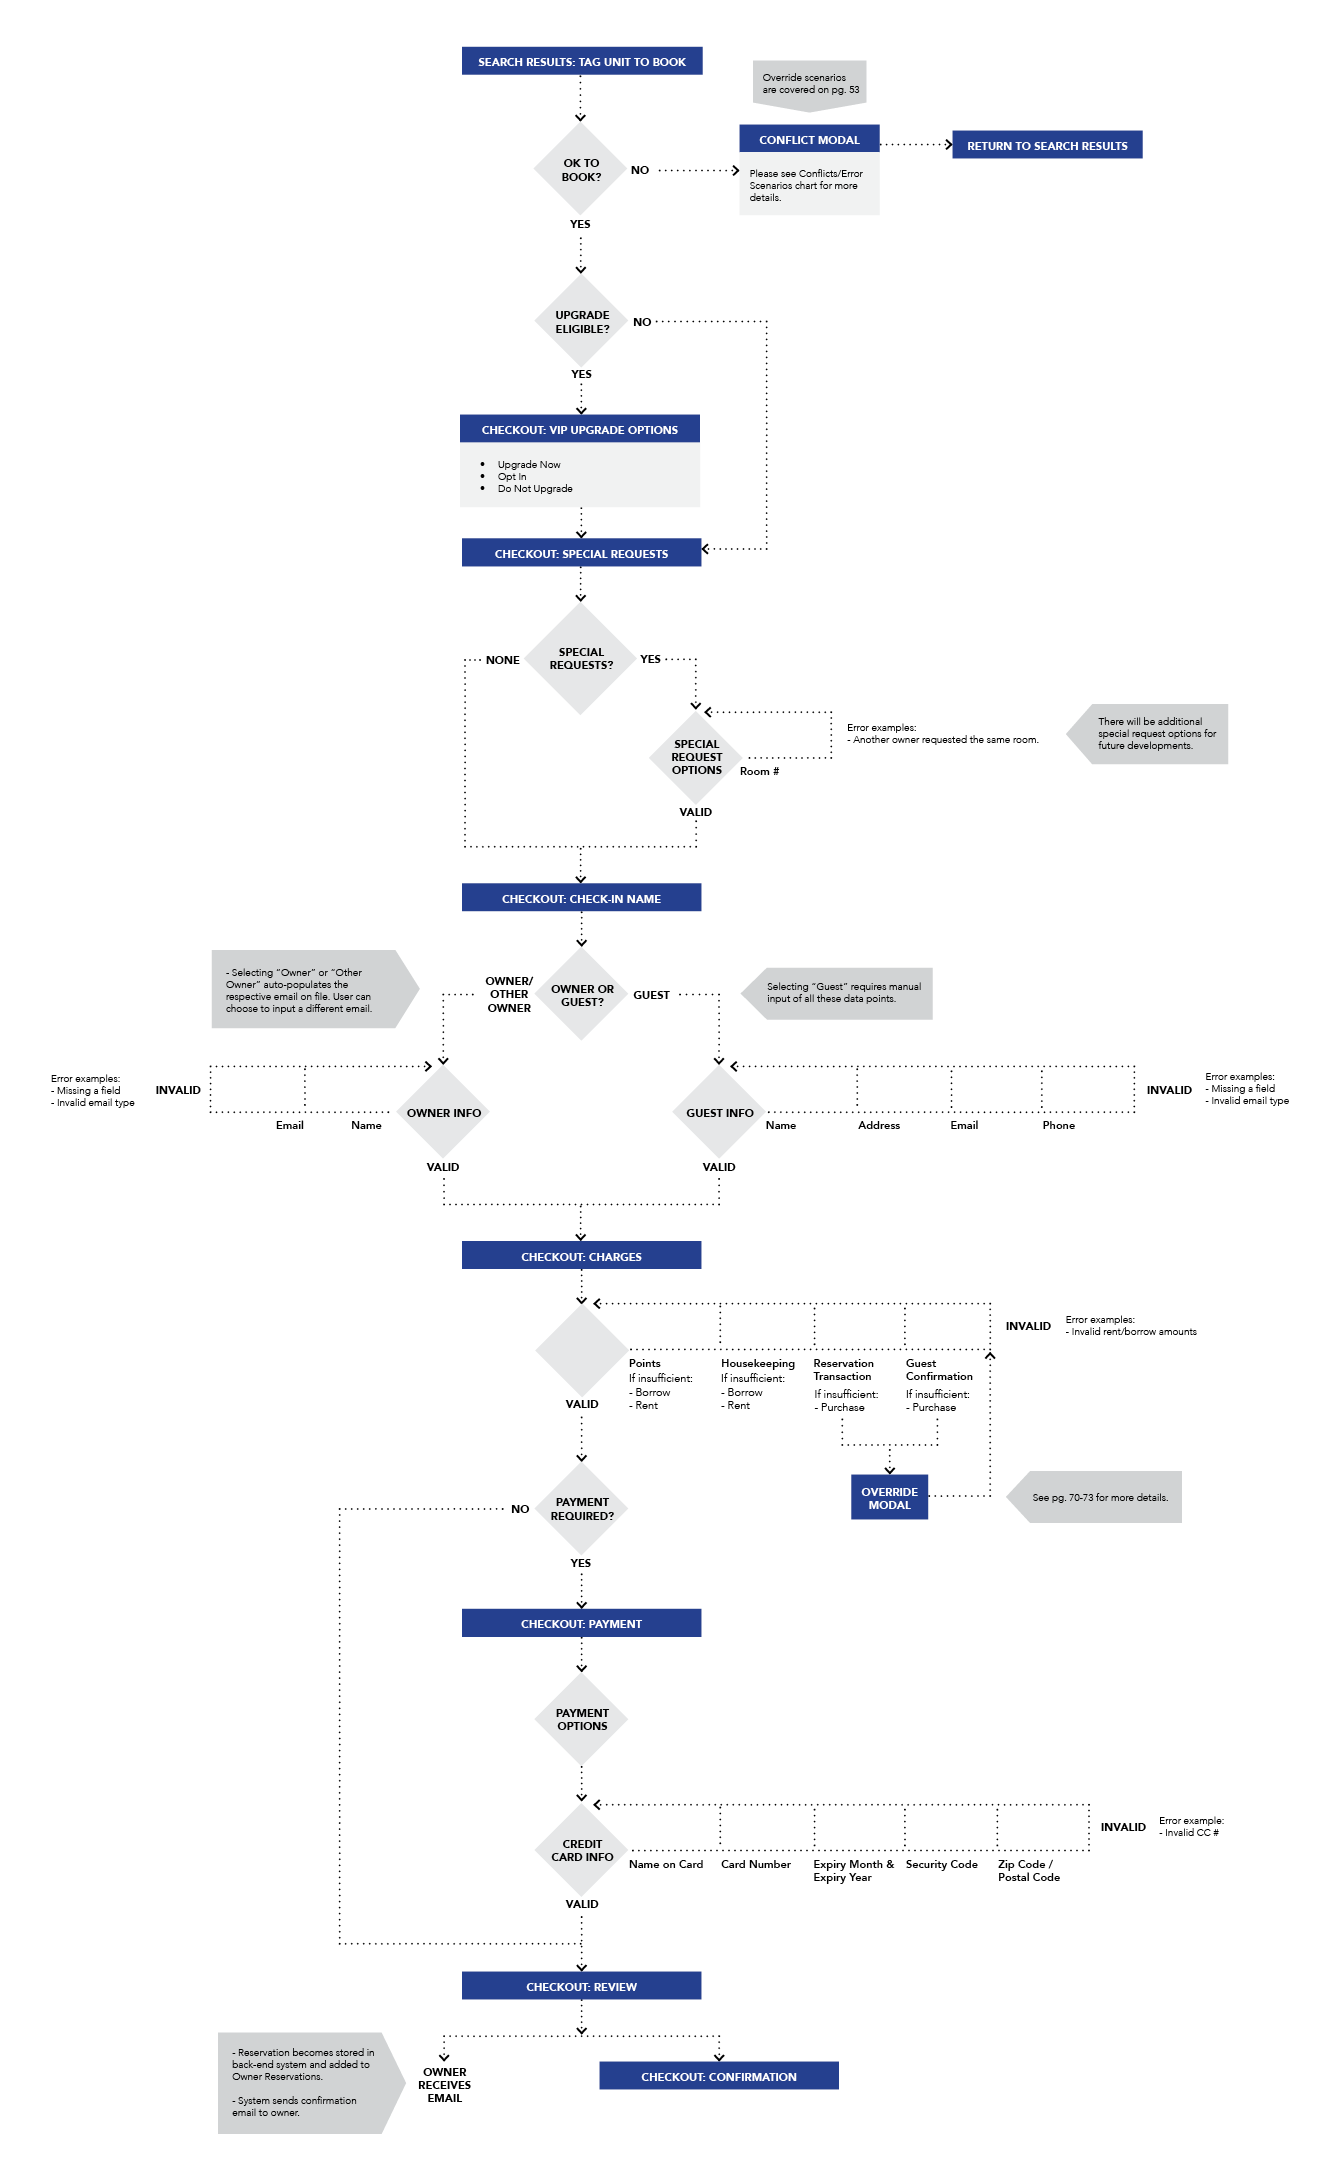 SEARCH RESULTS: TAG UNIT TO BOOK
Override scenarios
are covered on pg. 53
CONFLICT MODAL
RETURN TO SEARCH RESULTS
OK TO
BOOK?
NO
Please see Conflicts/Error
Scenarios chart for more
details.
YES
UPGRADE
ELIGIBLE?
NO
YES
CHECKOUT: VIP UPGRADE OPTIONS
• Upgrade Now
• Opt In
• Do Not Upgrade
CHECKOUT: SPECIAL REQUESTS
NONE
SPECIAL
REQUESTS?
YES
SPECIAL
REQUEST
OPTIONS
Room #
Error examples:
- Another owner requested the same room.
There will be additional
special request options for
future developments.
VALID
CHECKOUT: CHECK-IN NAME
- Selecting “Owner” or “Other
Owner” auto-populates the
respective email on file. User can
choose to input a different email.
OWNER/
OTHER
OWNER
OWNER OR
GUEST?
GUEST
Selecting “Guest” requires manual
input of all these data points.
Error examples:
- Missing a field
- Invalid email type
INVALID
Email
Name
OWNER INFO
VALID
GUEST INFO
Name
Address
Email
Phone
INVALID
Error examples:
- Missing a field
- Invalid email type
VALID
CHECKOUT: CHARGES
INVALID
Error examples:
- Invalid rent/borrow amounts
Points
If insufficient:
- Borrow
- Rent
Housekeeping
If insufficient:
- Borrow
- Rent
Reservation
Transaction
If insufficient:
- Purchase
Guest
Confirmation
If insufficient:
- Purchase
VALID
OVERRIDE
MODAL
See pg. 70-73 for more details.
NO
PAYMENT
REQUIRED?
YES
CHECKOUT: PAYMENT
PAYMENT
OPTIONS
CREDIT
CARD INFO
Name on Card
Card Number
Expiry Month &
Expiry Year
Security Code
Zip Code /
Postal Code
INVALID
Error example:
- Invalid CC #
VALID
CHECKOUT: REVIEW
- Reservation becomes stored in
back-end system and added to
Owner Reservations.
- System sends confirmation
email to owner.
OWNER
RECEIVES
EMAIL
CHECKOUT: CONFIRMATION